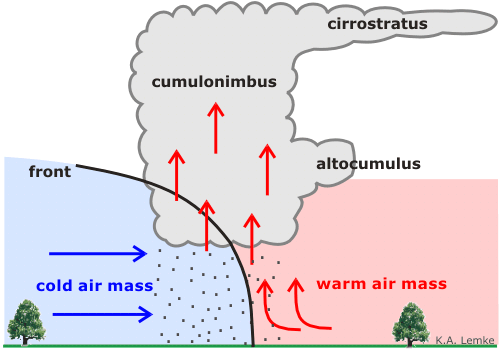 cirrostratus
cumulonimbus
altocumulus
front
cold air mass
warm air mass
K.A. Lemke